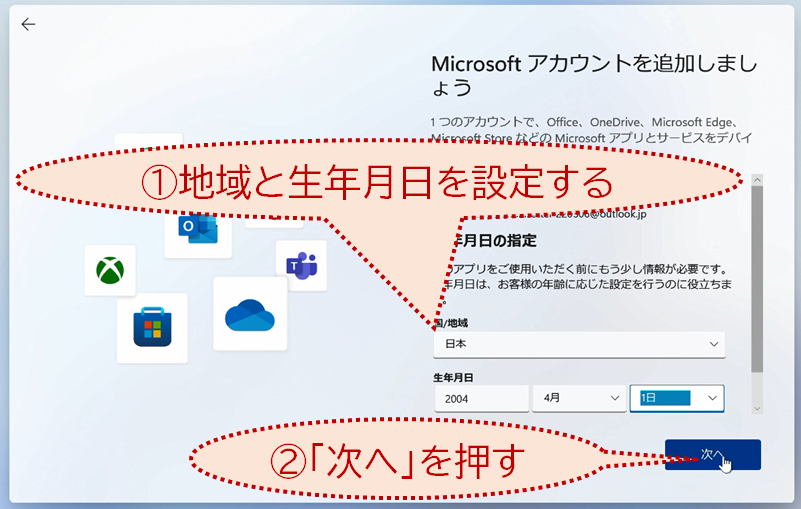 Microsoft アカウントを追加しまし
ょう
1 つのアカウントで、Office、OneDrive、Microsoft Edge、
Microsoft Store などの Microsoft アプリとサービスをデバイ
①地域と生年月日を設定する
220306@outlook.jp
年月日の指定
のアプリをご使用いただく前にもう少し情報が必要です。
年月日は、お客様の年齢に応じた設定を行うのに役立ちま
。
国/地域
日本
生年月日
2004
4月
1日
②「次へ」を押す
次へ